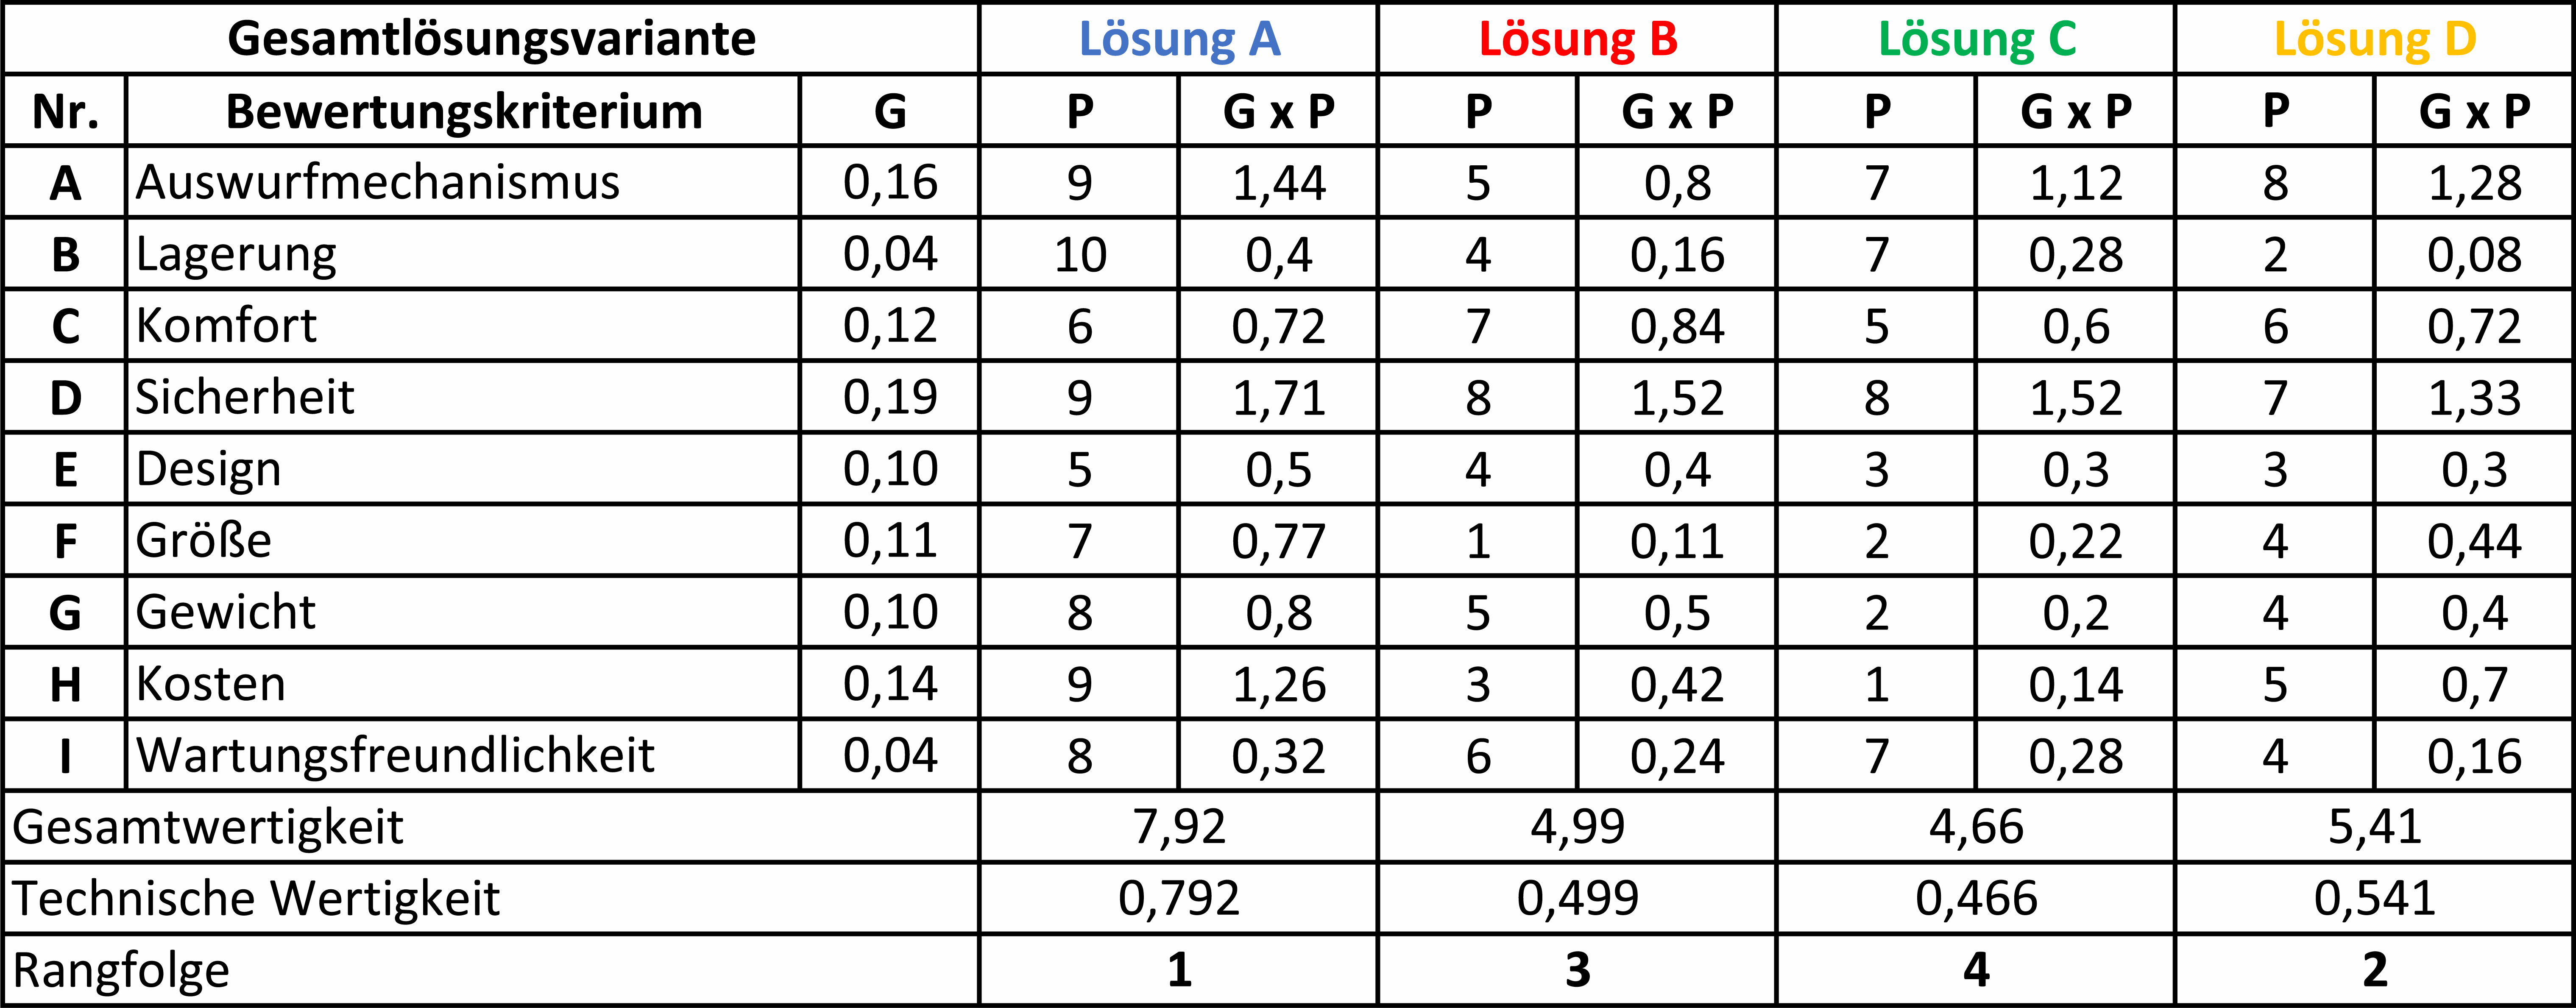 Gesamtlösungsvariante Lösung A Lösung B Lösung C Lösung D
Nr. Bewertungskriterium G P G x P P G x P P G x P P G x P
A Auswurfmechanismus 0,16 9 1,44 5 0,8 7 1,12 8 1,28
B Lagerung 0,04 10 0,4 4 0,16 7 0,28 2 0,08
C Komfort 0,12 6 0,72 7 0,84 5 0,6 6 0,72
D Sicherheit 0,19 9 1,71 8 1,52 8 1,52 7 1,33
E Design 0,10 5 0,5 4 0,4 3 0,3 3 0,3
F Größe 0,11 7 0,77 1 0,11 2 0,22 4 0,44
G Gewicht 0,10 8 0,8 5 0,5 2 0,2 4 0,4
H Kosten 0,14 9 1,26 3 0,42 1 0,14 5 0,7
I Wartungsfreundlichkeit 0,04 8 0,32 6 0,24 7 0,28 4 0,16
Gesamtwertigkeit 7,92 4,99 4,66 5,41
Technische Wertigkeit 0,792 0,499 0,466 0,541
Rangfolge 1 3 4 2